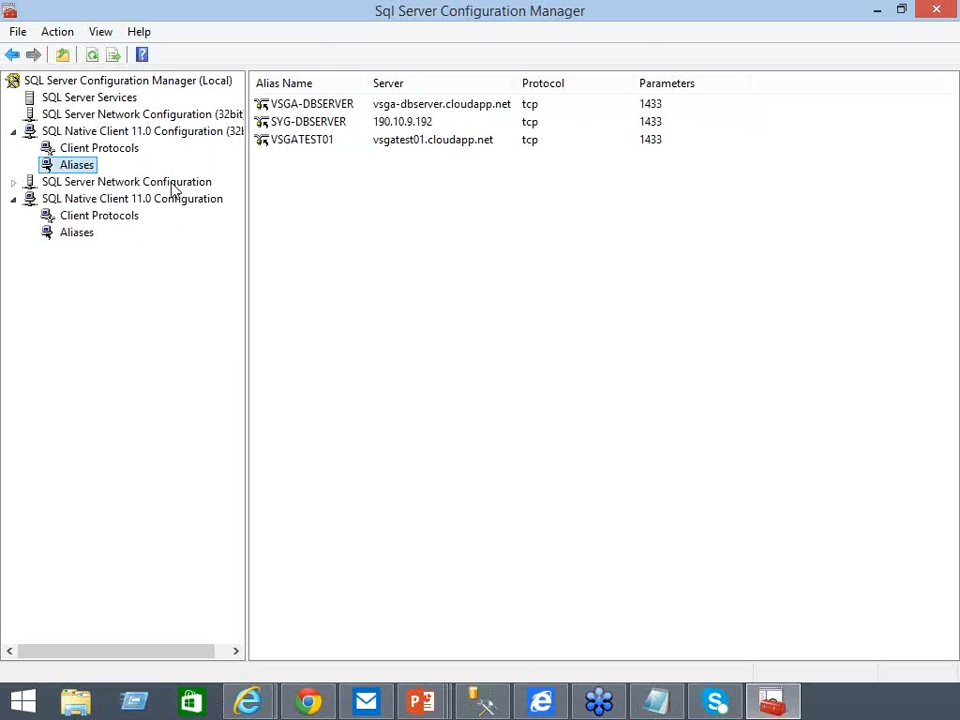 Sql Server Configuration Manager
File Action View Help
SQL Server Configuration Manager (Local)
SQL Server Services
SQL Server Network Configuration (32bit
SQL Native Client 11.0 Configuration (32b
Client Protocols
Aliases
SQL Server Network Configuration
SQL Native Client 11.0 Configuration
Client Protocols
Aliases
Alias Name Server Protocol Parameters
VSGA-DBSERVER vsga-dbserver.cloudapp.net tcp 1433
SYG-DBSERVER 190.10.9.192 tcp 1433
VSGATEST01 vsgatest01.cloudapp.net tcp 1433